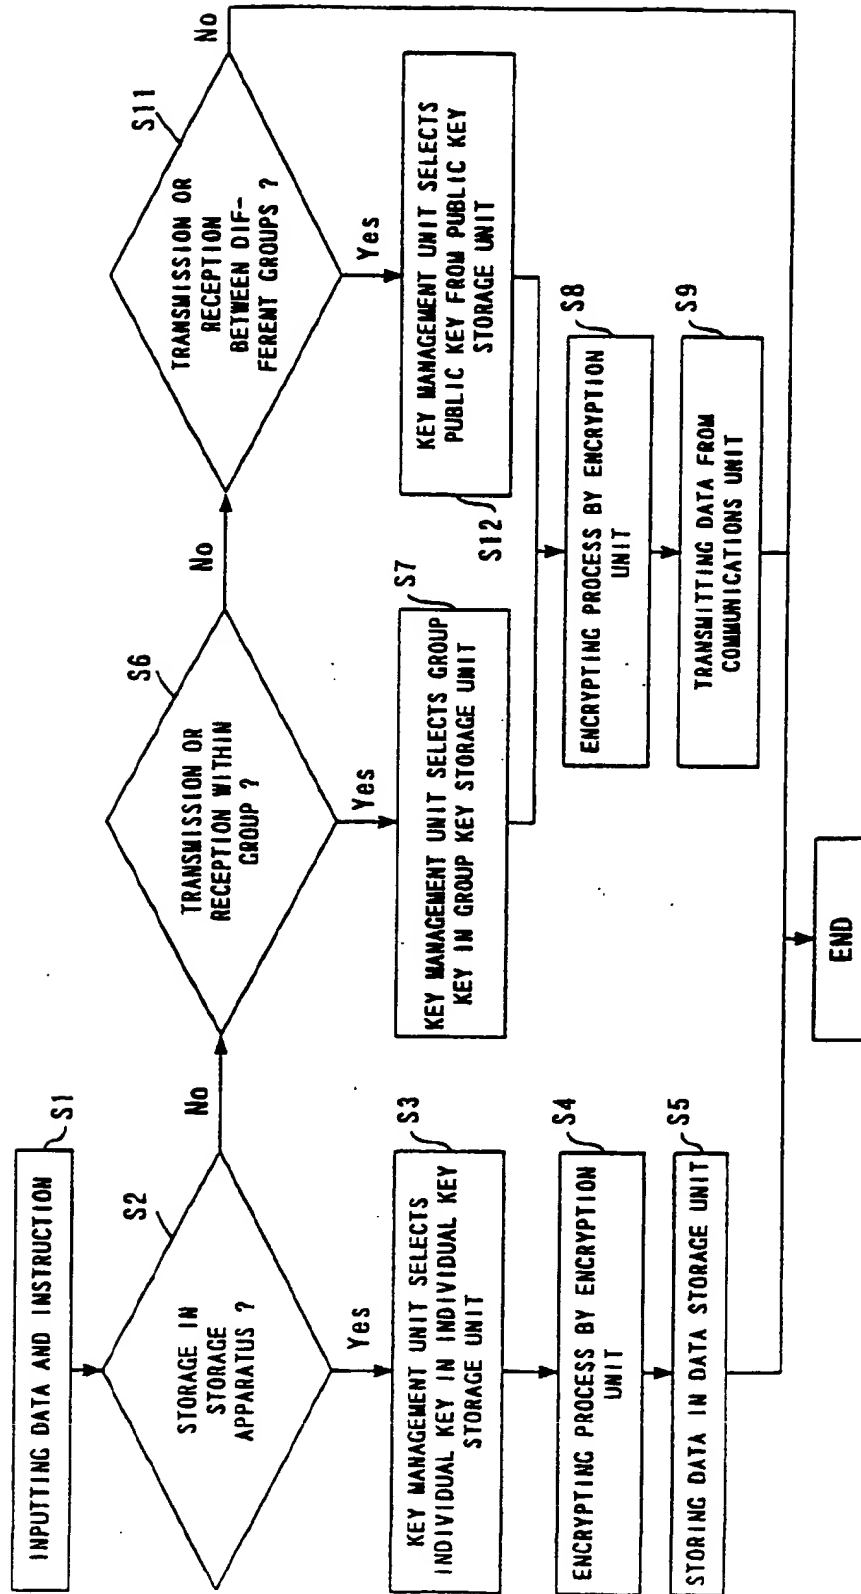 INPUTTING DATA AND INSTRUCTION
S1
STORAGE IN
STORAGE
APPARATUS ?
S2
No
Yes
KEY MANAGEMENT UNIT SELECTS
INDIVIDUAL KEY IN INDIVIDUAL KEY
STORAGE UNIT
S3
ENCRYPTING PROCESS BY ENCRYPTION
UNIT
S4
STORING DATA IN DATA STORAGE UNIT
S5
TRANSMISSION OR
RECEPTION WITHIN
GROUP ?
S6
No
Yes
KEY MANAGEMENT UNIT SELECTS GROUP
KEY IN GROUP KEY STORAGE UNIT
S7
TRANSMISSION OR
RECEPTION
BETWEEN DIF-
FERENT GROUPS ?
S11
No
Yes
KEY MANAGEMENT UNIT SELECTS
PUBLIC KEY FROM PUBLIC KEY
STORAGE UNIT
S12
ENCRYPTING PROCESS BY ENCRYPTION
UNIT
S8
TRANSMITTING DATA FROM
COMMUNICATIONS UNIT
S9
END